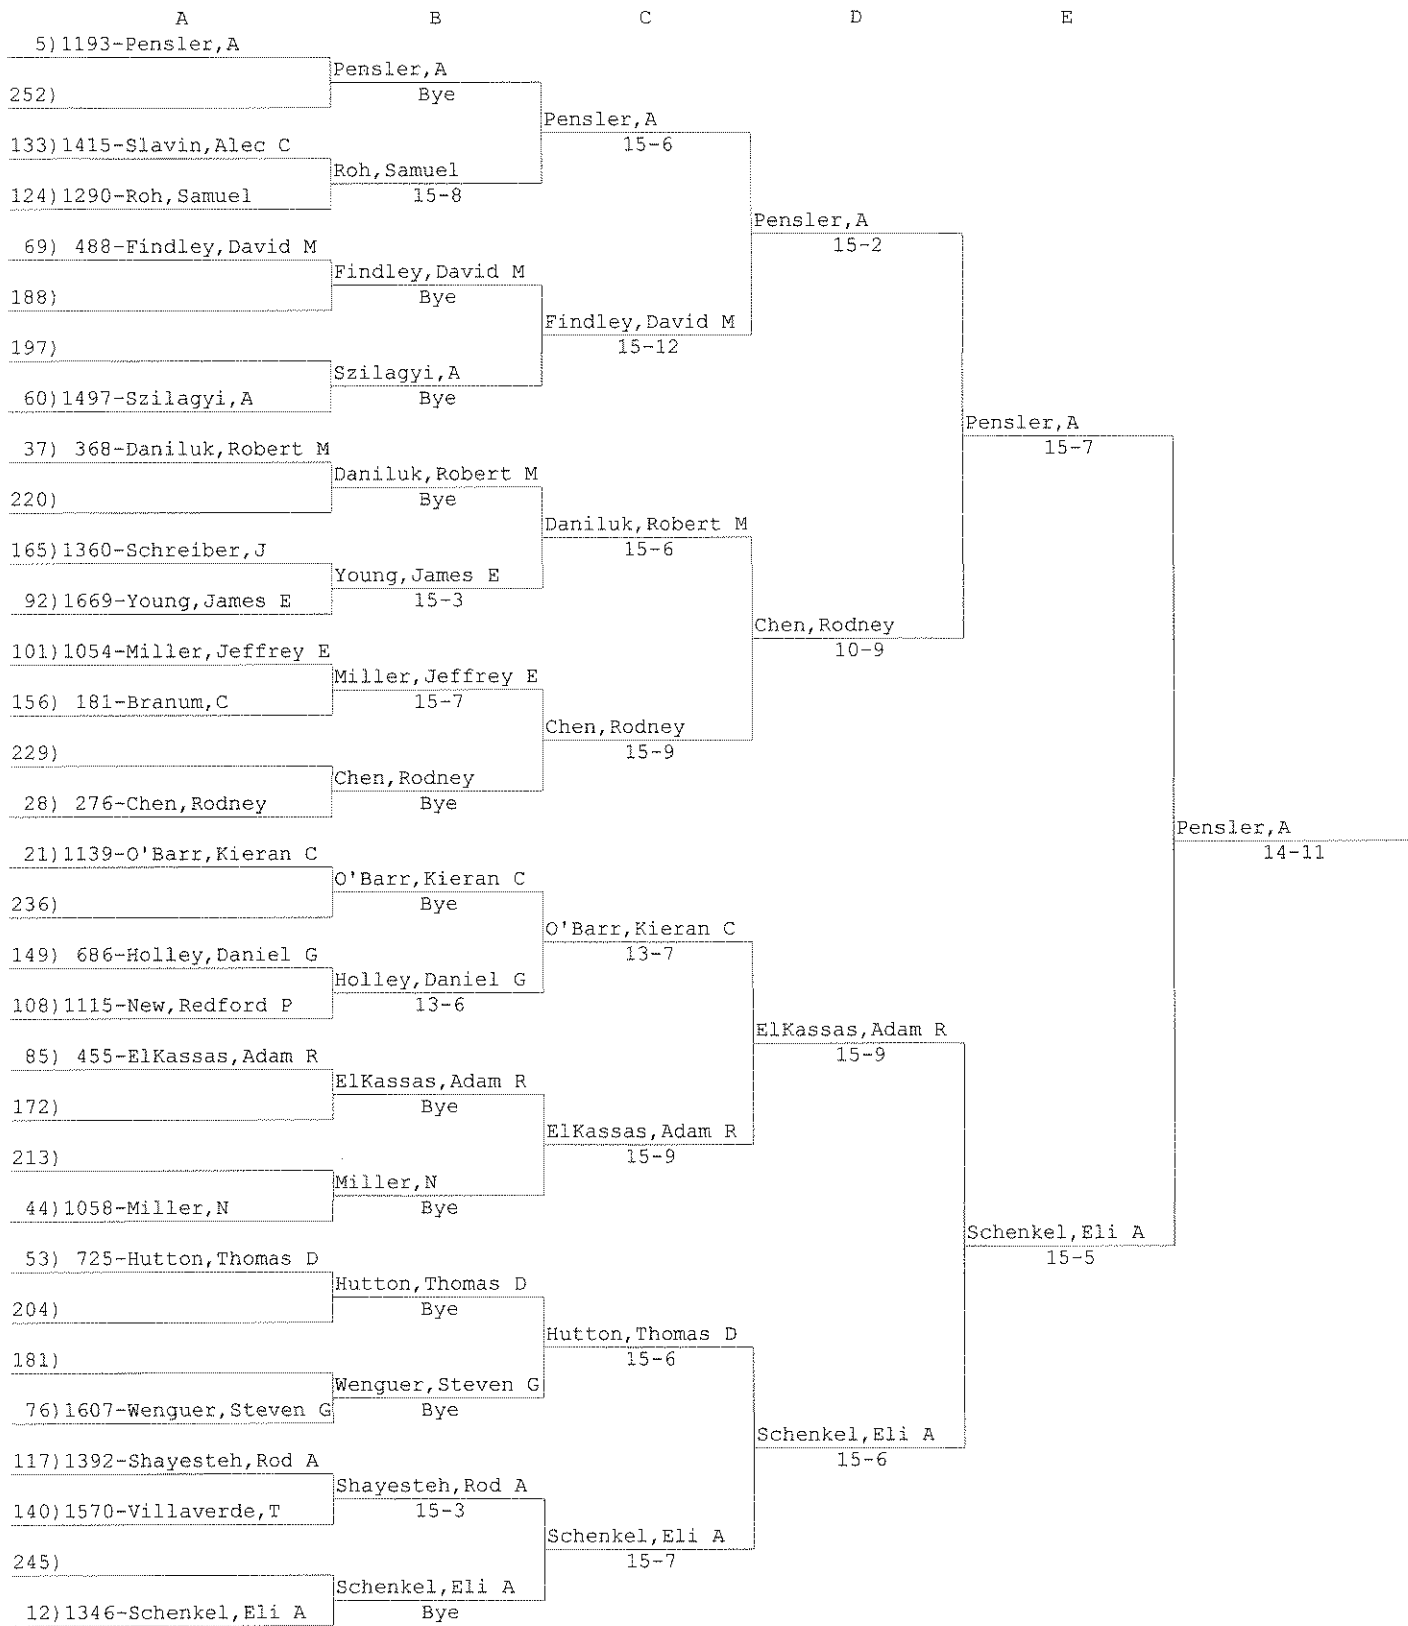 A B C D E
5) 1193-Pensler,A
Pensler,A
252) Bye
Pensler,A
133) 1415-Slavin,Alec C 15-6
Roh,Samuel
124) 1290-Roh,Samuel 15-8
Pensler,A
69) 488-Findley,David M 15-2
Findley,David M
188) Bye
Findley,David M
197) 15-12
Szilagyi,A
60) 1497-Szilagyi,A Bye
Pensler,A
37) 368-Daniluk,Robert M 15-7
Daniluk,Robert M
220) Bye
Daniluk,Robert M
165) 1360-Schreiber,J 15-6
Young,James E
92) 1669-Young,James E 15-3
Chen,Rodney
101) 1054-Miller,Jeffrey E 10-9
Miller,Jeffrey E
156) 181-Branum,C 15-7
Chen,Rodney
229) 15-9
Chen,Rodney
28) 276-Chen,Rodney Bye
Pensler,A
21) 1139-O'Barr,Kieran C 14-11
O'Barr,Kieran C
236) Bye
O'Barr,Kieran C
149) 686-Holley,Daniel G 13-7
Holley,Daniel G
108) 1115-New,Redford P 13-6
ElKassas,Adam R
85) 455-ElKassas,Adam R 15-9
ElKassas,Adam R
172) Bye
ElKassas,Adam R
213) 15-9
Miller,N
44) 1058-Miller,N Bye
Schenkel,Eli A
53) 725-Hutton,Thomas D 15-5
Hutton,Thomas D
204) Bye
Hutton,Thomas D
181) 15-6
Wenguer,Steven G
76) 1607-Wenguer,Steven G Bye
Schenkel,Eli A
117) 1392-Shayesteh,Rod A 15-6
Shayesteh,Rod A
140) 1570-Villaverde,T 15-3
Schenkel,Eli A
245) 15-7
Schenkel,Eli A
12) 1346-Schenkel,Eli A Bye